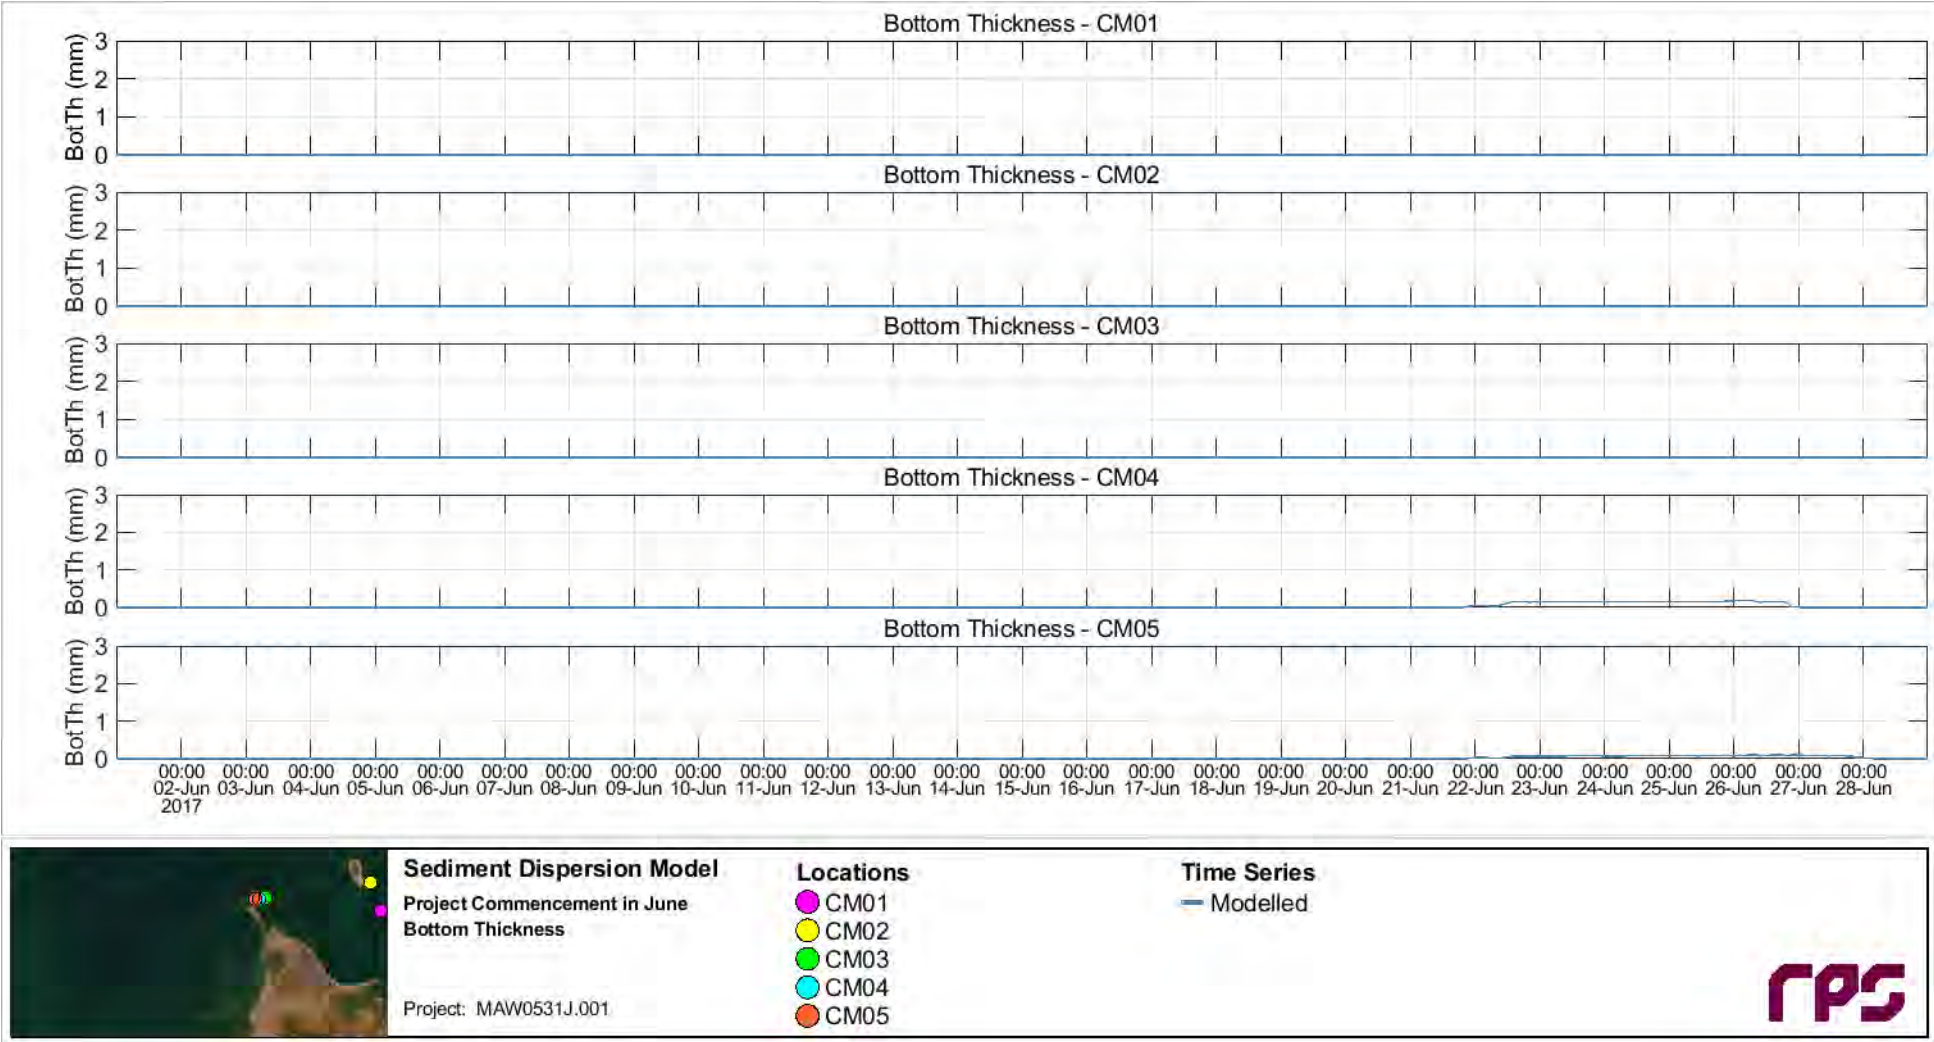 Bottom Thickness - CM01
BotTh (mm)
3
2
1
0
Bottom Thickness - CM02
BotTh (mm)
3
2
1
0
Bottom Thickness - CM03
BotTh (mm)
3
2
1
0
Bottom Thickness - CM04
BotTh (mm)
3
2
1
0
Bottom Thickness - CM05
BotTh (mm)
3
2
1
0
00:00 00:00 00:00 00:00 00:00 00:00 00:00 00:00 00:00 00:00 00:00 00:00 00:00 00:00 00:00 00:00 00:00 00:00 00:00 00:00 00:00 00:00 00:00 00:00 00:00 00:00 00:00
02-Jun 03-Jun 04-Jun 05-Jun 06-Jun 07-Jun 08-Jun 09-Jun 10-Jun 11-Jun 12-Jun 13-Jun 14-Jun 15-Jun 16-Jun 17-Jun 18-Jun 19-Jun 20-Jun 21-Jun 22-Jun 23-Jun 24-Jun 25-Jun 26-Jun 27-Jun 28-Jun
2017
Sediment Dispersion Model
Project Commencement in June
Bottom Thickness
Project: MAW0531J.001
Locations
CM01
CM02
CM03
CM04
CM05
Time Series
Modelled
rps